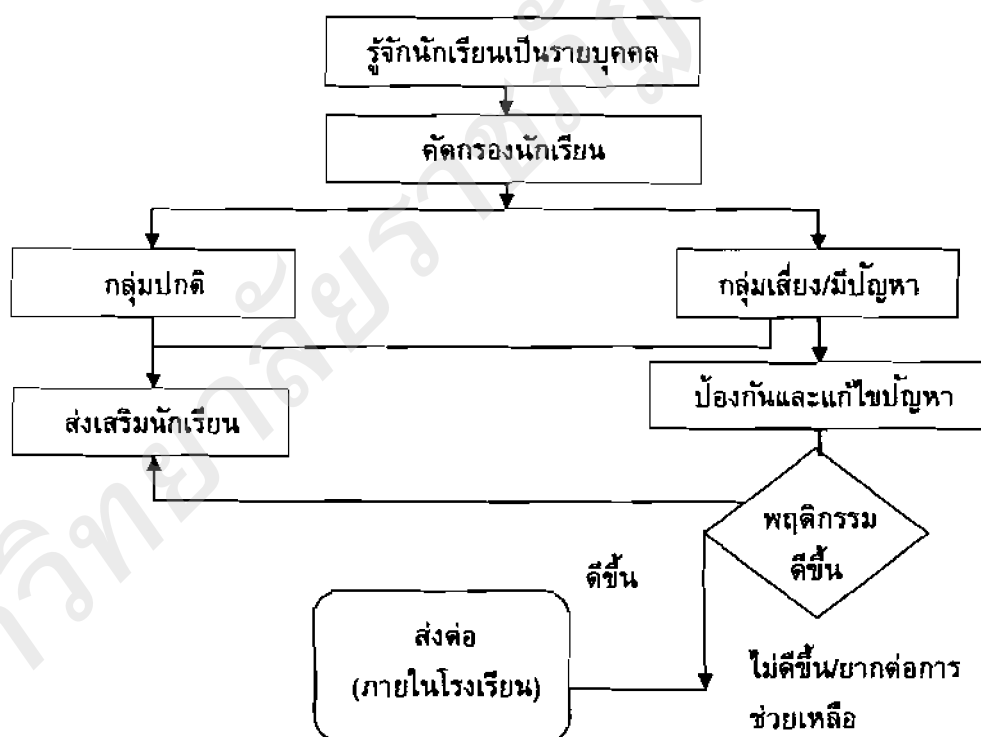 รู้จักนักเรียนเป็นรายบุคคล
คัดกรองนักเรียน
กลุ่มปกติ
กลุ่มเสี่ยง/มีปัญหา
ส่งเสริมนักเรียน
ป้องกันและแก้ไขปัญหา
พฤติกรรม
ดีขึ้น
ดีขึ้น
ส่งต่อ
(ภายในโรงเรียน)
ไม่ดีขึ้น/ยากต่อการ
ช่วยเหลือ